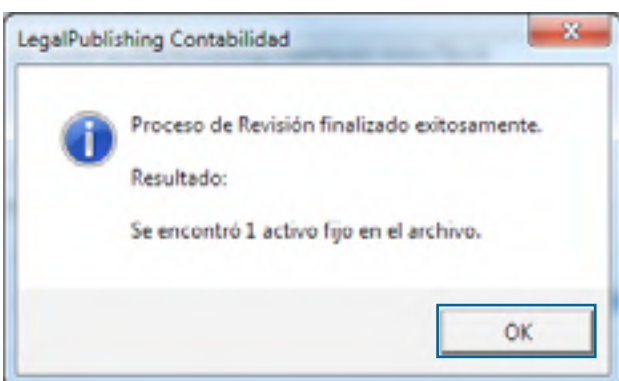 LegalPublishing Contabilidad
Proceso de Revisión finalizado exitosamente.
Resultado:
Se encontró 1 activo fijo en el archivo.
OK